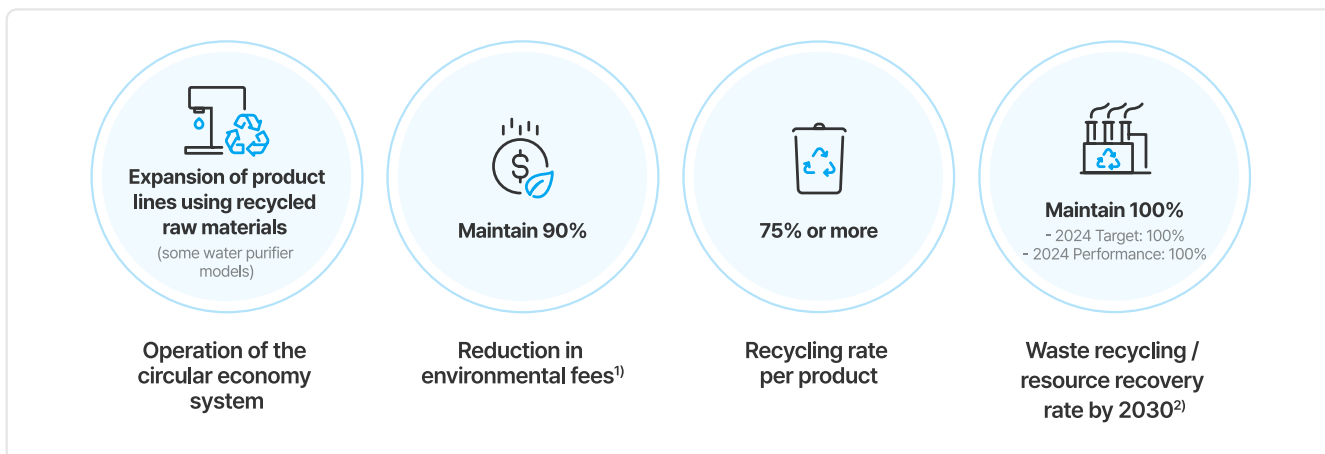 Expansion of product
lines using recycled
raw materials
(some water purifier
models)
Operation of the
circular economy
system
$
Maintain 90%
Reduction in
environmental fees1)
75% or more
Recycling rate
per product
Maintain 100%
- 2024 Target: 100%
- 2024 Performance: 100%
Waste recycling /
resource recovery
rate by 20302)